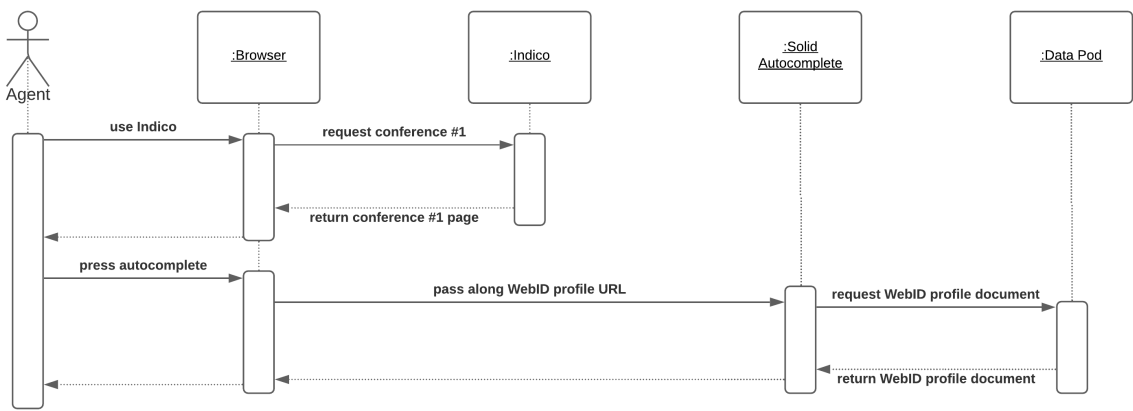 :Browser
:Indico
:Solid
Autocomplete
:Data Pod
Agent
use Indico
request conference #1
return conference #1 page
press autocomplete
pass along WebID profile URL
request WebID profile document
return WebID profile document